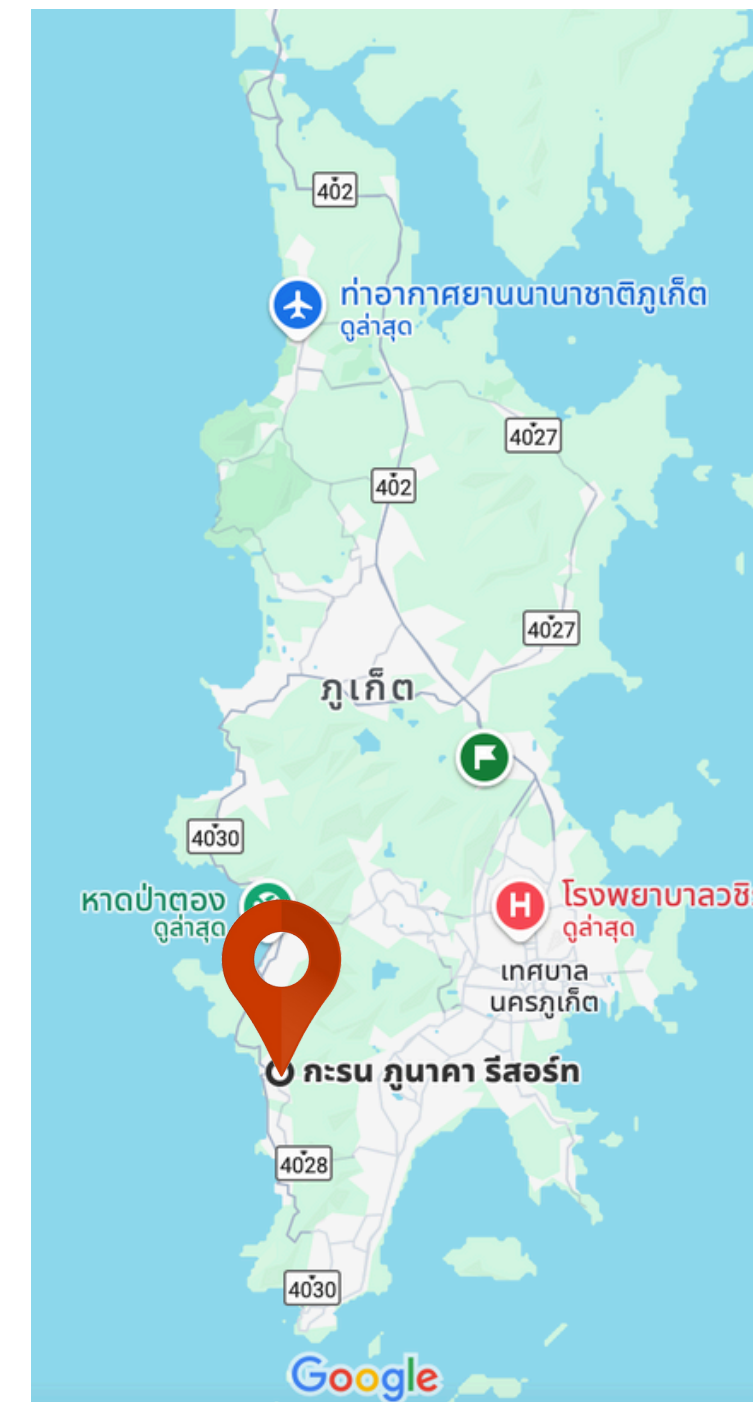 402
ท่าอากาศยานนานาชาติภูเก็ต
ดูล่าสุด
4027
402
4027
ภูเก็ต
4030
หาดป่าตอง
ดูล่าสุด
H
โรงพยาบาลวชิ
ดูล่าสุด
เทศบาล
นครภูเก็ต
กะรน ภูนาคา รีสอร์ท
4028
4030
Google